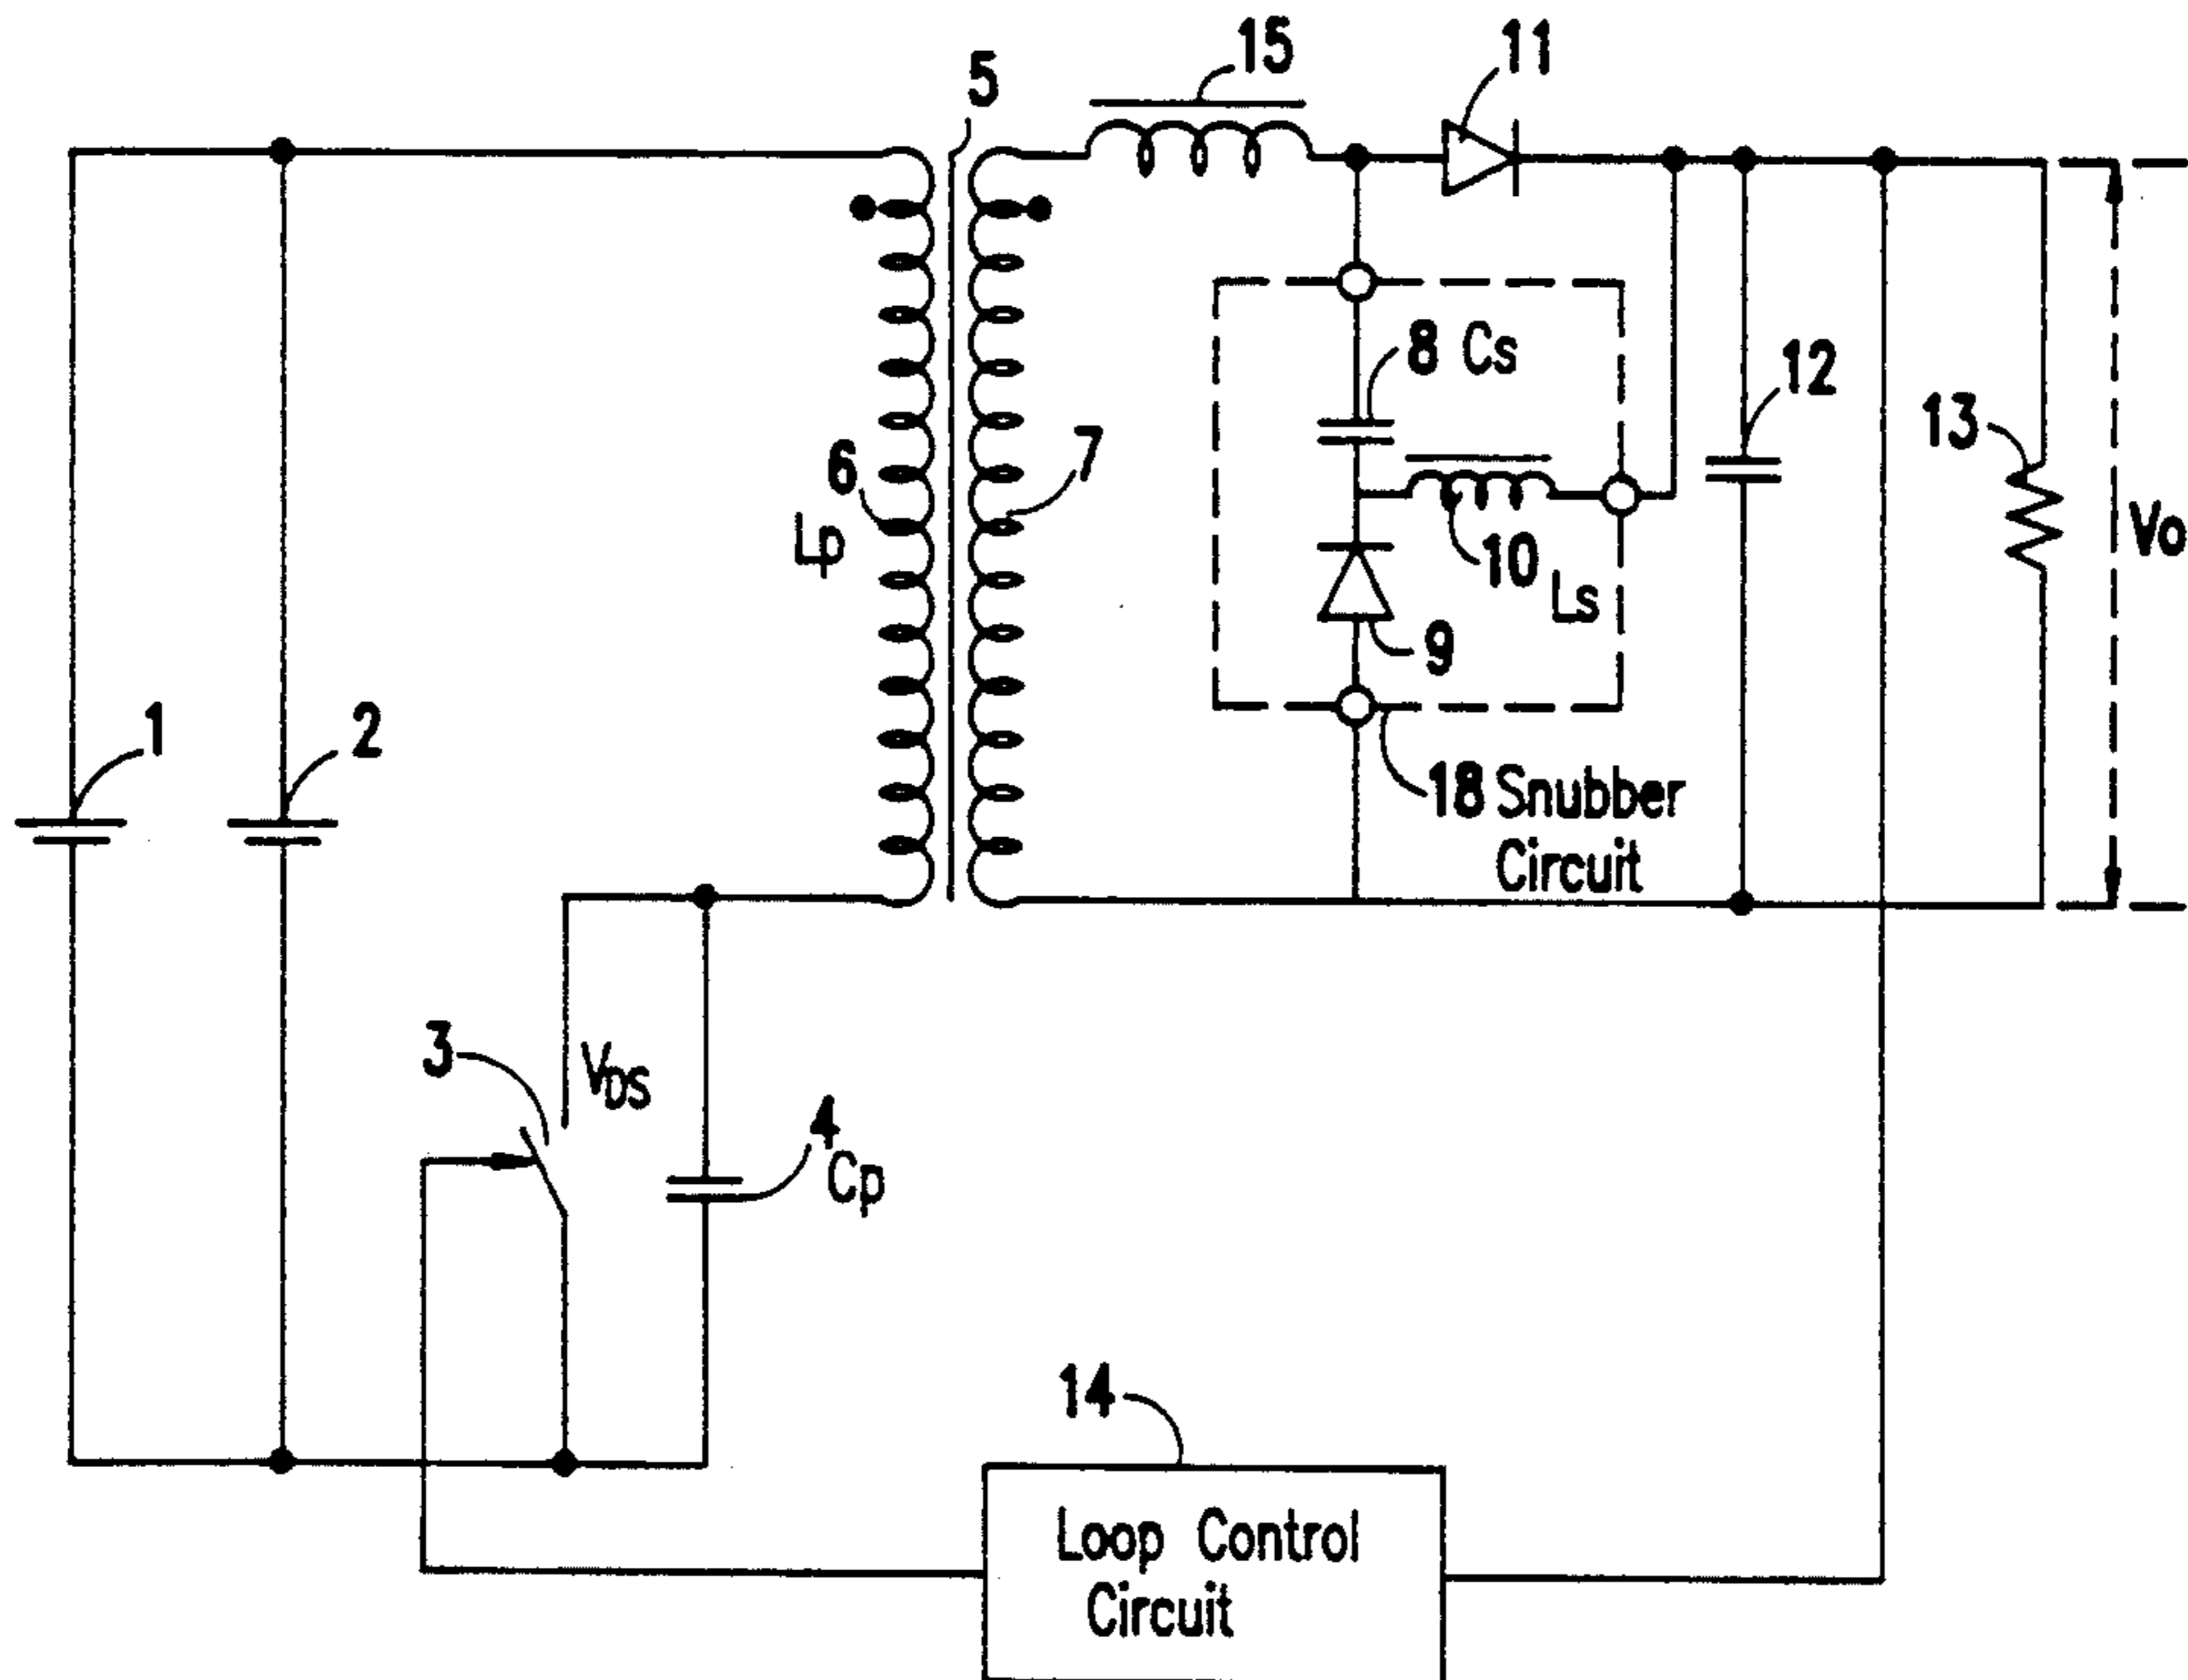 15
11
5
8 Cs
12
13
6
7
Lp
10
Ls
Vo
9
1
2
18 Snubber
Circuit
3
VDS
4
Cp
14
Loop Control
Circuit